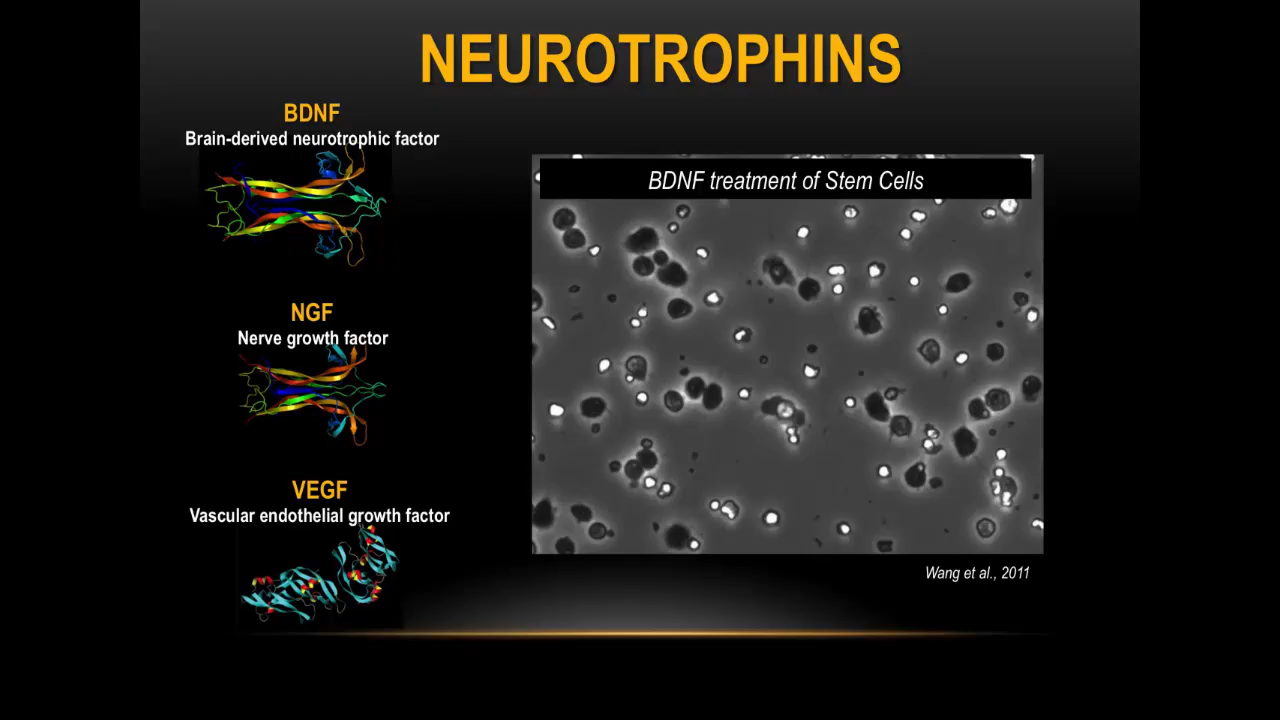 NEUROTROPHINS
BDNF
Brain-derived neurotrophic factor
NGF
Nerve growth factor
VEGF
Vascular endothelial growth factor
BDNF treatment of Stem Cells
Wang et al., 2011